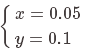 x = 0.05
y = 0.1